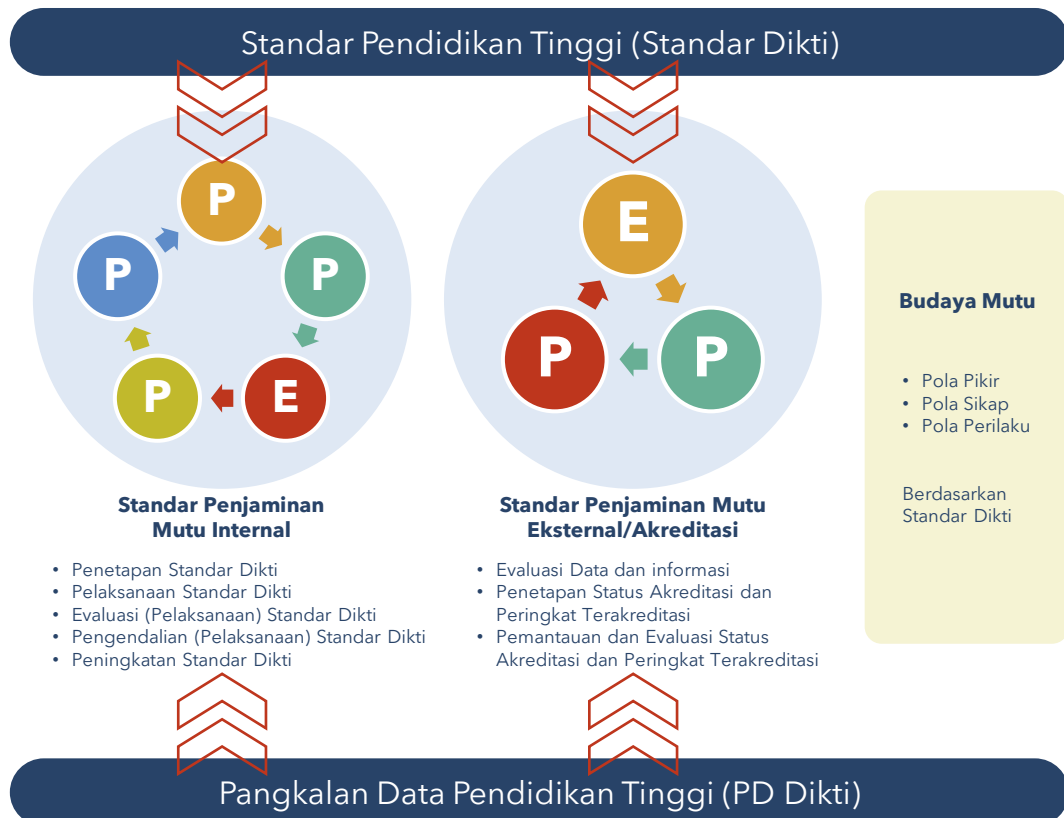 Standar Pendidikan Tinggi (Standar Dikti)
P
P
E
P
P
Standar Penjaminan
Mutu Internal
• Penetapan Standar Dikti
• Pelaksanaan Standar Dikti
• Evaluasi (Pelaksanaan) Standar Dikti
• Pengendalian (Pelaksanaan) Standar Dikti
• Peningkatan Standar Dikti
E
P
P
Standar Penjaminan Mutu
Eksternal/Akreditasi
• Evaluasi Data dan informasi
• Penetapan Status Akreditasi dan
Peringkat Terakreditasi
• Pemantauan dan Evaluasi Status
Akreditasi dan Peringkat Terakreditasi
Budaya Mutu
• Pola Pikir
• Pola Sikap
• Pola Perilaku
Berdasarkan
Standar Dikti
Pangkalan Data Pendidikan Tinggi (PD Dikti)